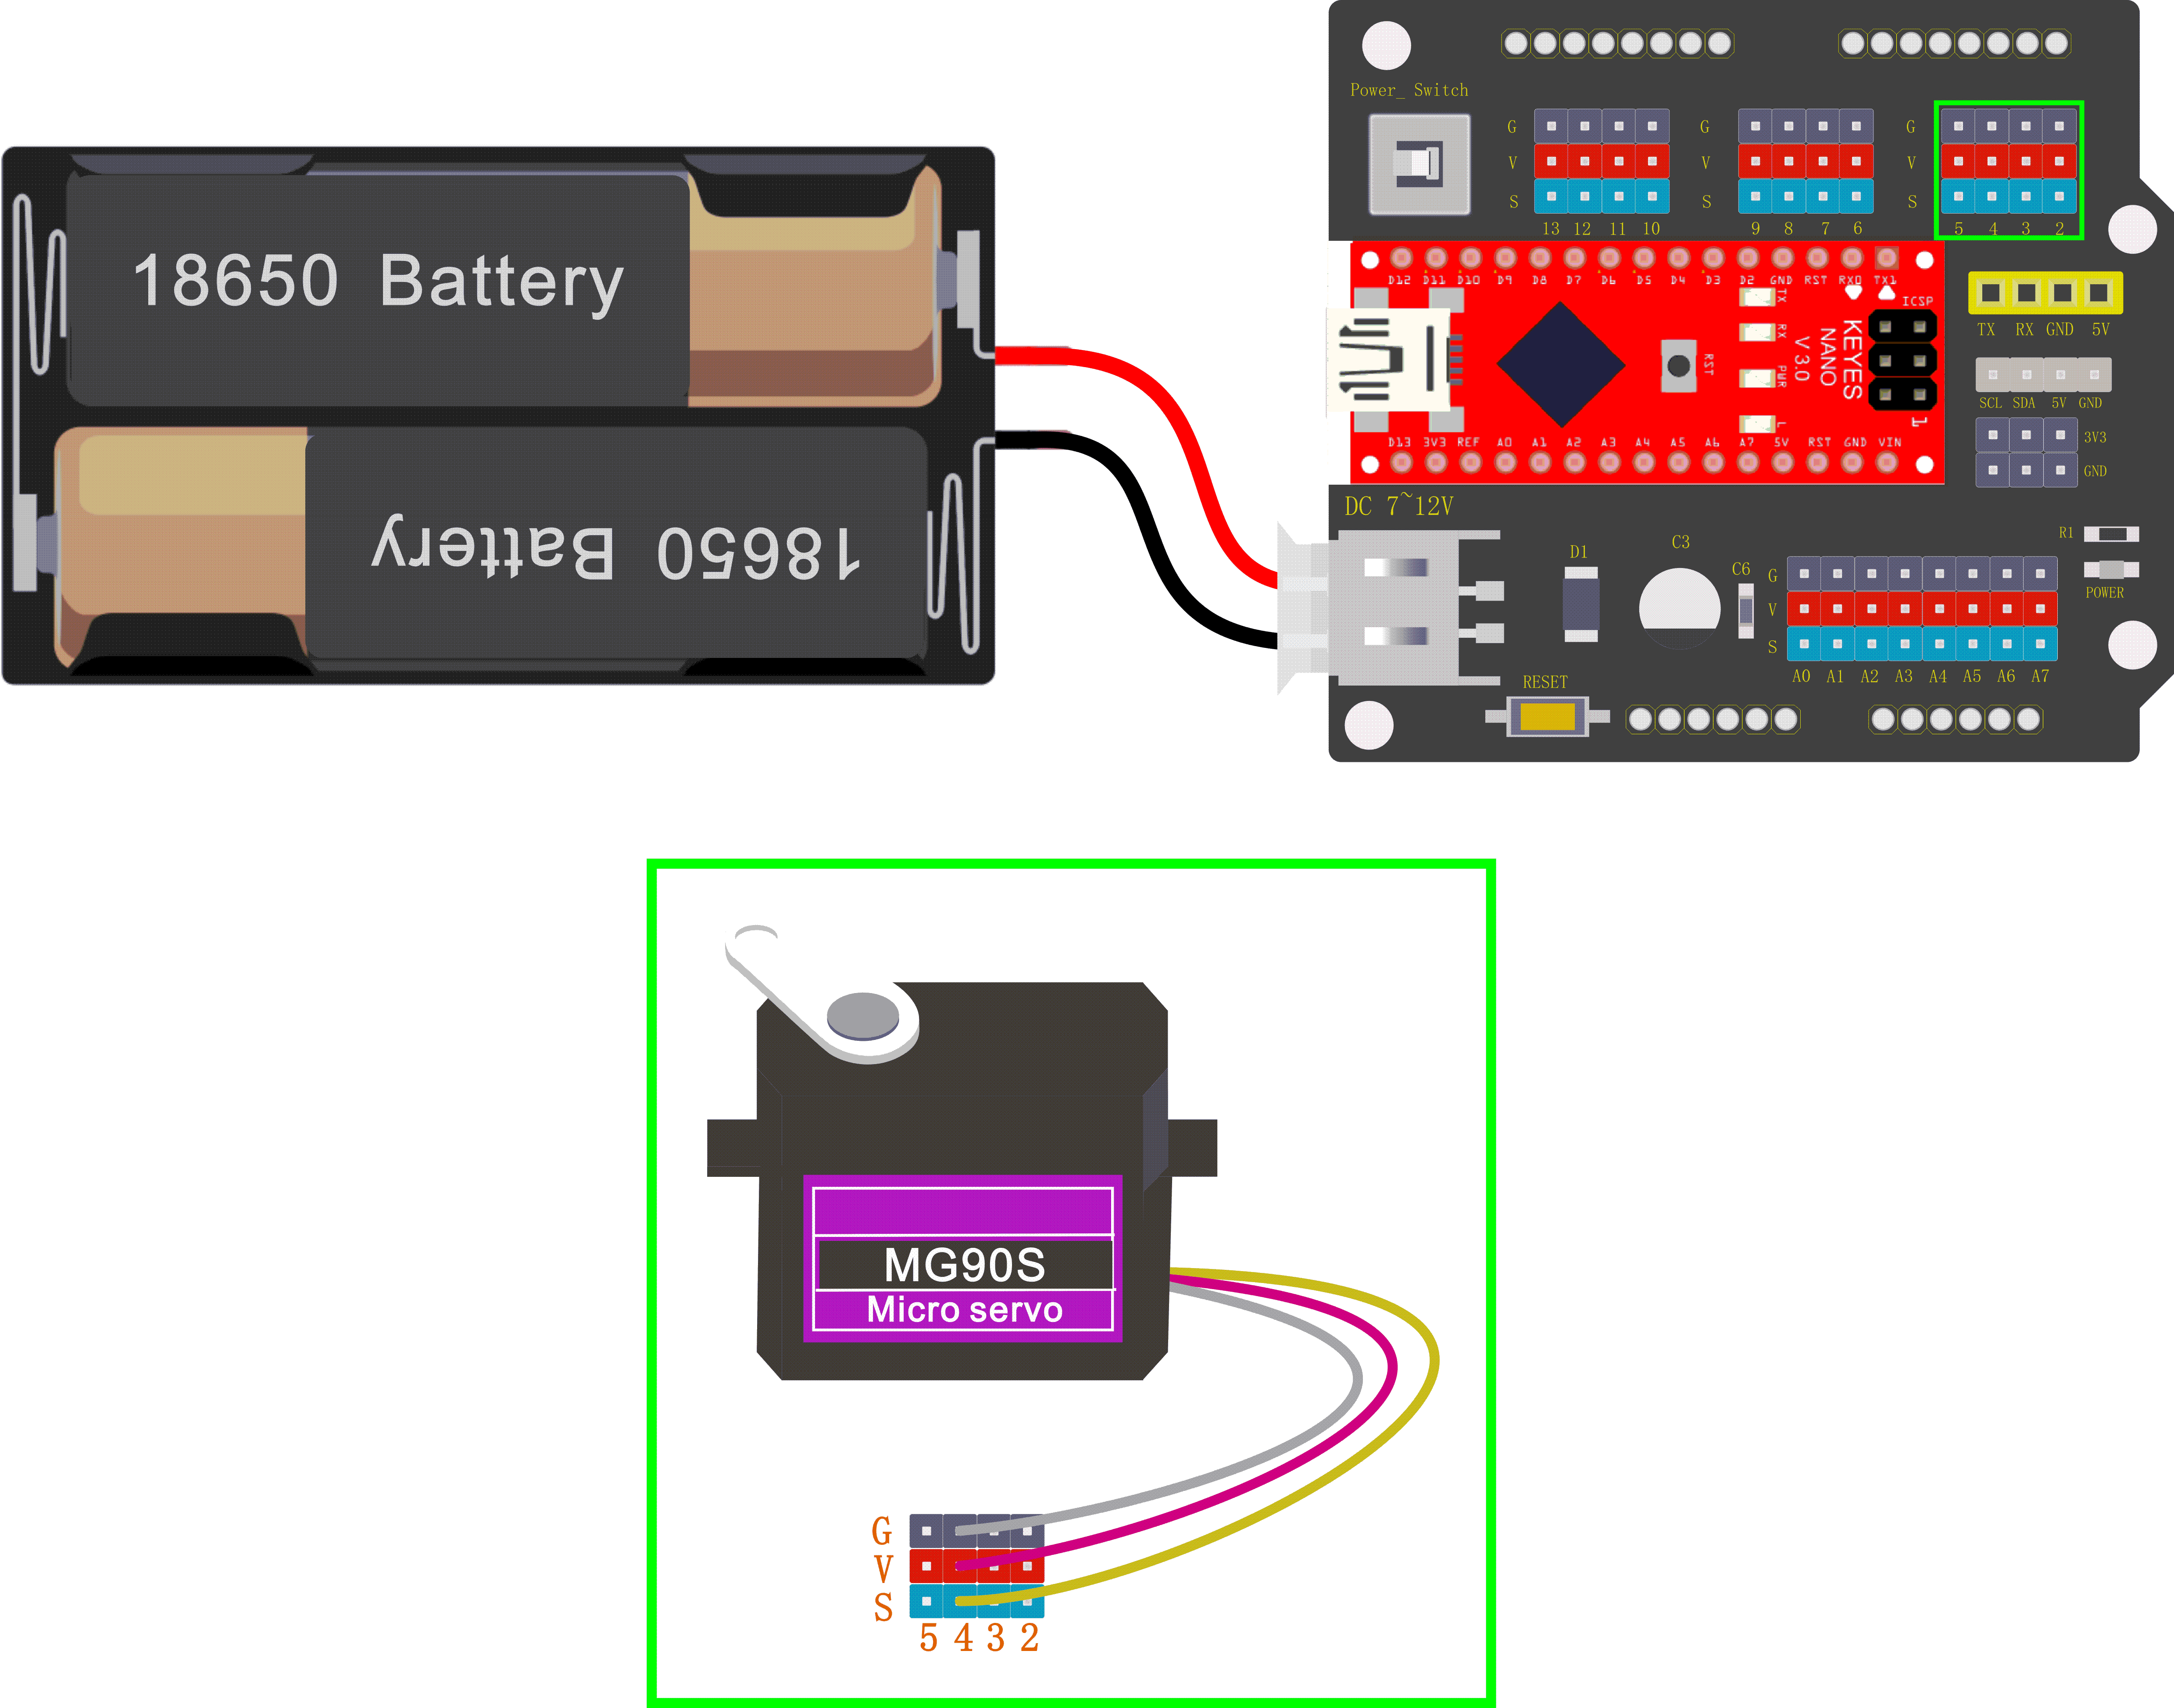 Power_ Switch
G
V
S
13 12 11 10
G
V
S
9 8 7 6
G
V
S
5 4 3 2
18650 Battery
18650 Battery
D12 D11 D10 D9 D8 D7 D6 D5 D4 D3 D2 GND RST RX0 TX1
TX
RX
PWR
L
RST
KEYES
NANO
V 3.0
ICSP
1
D13 3V3 REF A0 A1 A2 A3 A4 A5 A6 A7 5V RST GND VIN
TX RX GND 5V
SCL SDA 5V GND
3V3
GND
DC 7~12V
D1
C3
C6
R1
POWER
G
V
S
A0 A1 A2 A3 A4 A5 A6 A7
RESET
MG90S
Micro servo
G
V
S
5 4 3 2